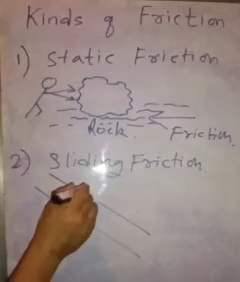 Kinds of Friction
1) Static Friction
Rock
Friction
2) Sliding Friction